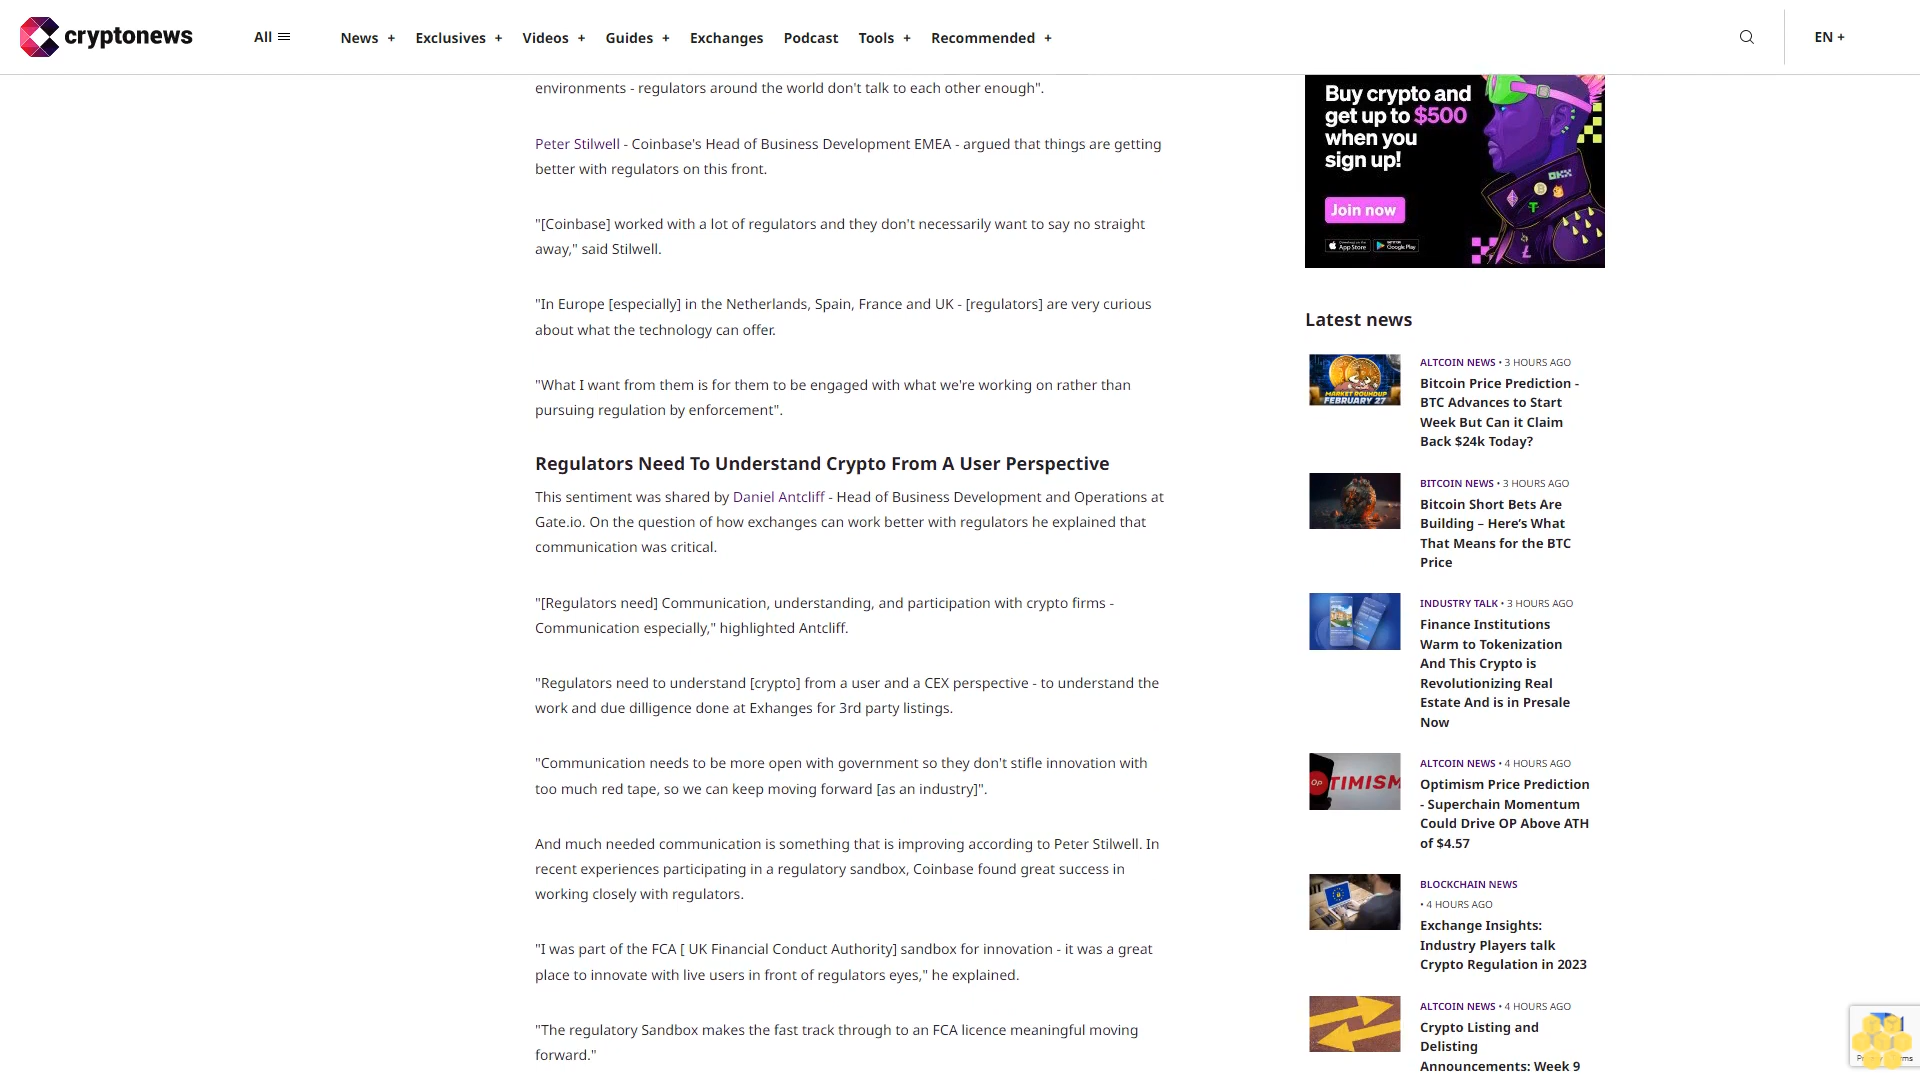 cryptonews
All
News +
Exclusives +
Videos +
Guides +
Exchanges
Podcast
Tools +
Recommended +
EN +
environments - regulators around the world don't talk to each other enough".
Peter Stilwell - Coinbase's Head of Business Development EMEA - argued that things are getting
better with regulators on this front.
"[Coinbase] worked with a lot of regulators and they don't necessarily want to say no straight
away," said Stilwell.
"In Europe [especially] in the Netherlands, Spain, France and UK - [regulators] are very curious
about what the technology can offer.
"What I want from them is for them to be engaged with what we're working on rather than
pursuing regulation by enforcement".
Regulators Need To Understand Crypto From A User Perspective
This sentiment was shared by Daniel Antcliff - Head of Business Development and Operations at
Gate.io. On the question of how exchanges can work better with regulators he explained that
communication was critical.
"[Regulators need] Communication, understanding, and participation with crypto firms -
Communication especially," highlighted Antcliff.
"Regulators need to understand [crypto] from a user and a CEX perspective - to understand the
work and due dilligence done at Exhanges for 3rd party listings.
"Communication needs to be more open with government so they don't stifle innovation with
too much red tape, so we can keep moving forward [as an industry]".
And much needed communication is something that is improving according to Peter Stilwell. In
recent experiences participating in a regulatory sandbox, Coinbase found great success in
working closely with regulators.
"I was part of the FCA [ UK Financial Conduct Authority] sandbox for innovation - it was a great
place to innovate with live users in front of regulators eyes," he explained.
"The regulatory Sandbox makes the fast track through to an FCA licence meaningful moving
forward."
Buy crypto and
get up to $500
when you
sign up!
Join now
App Store
Google Play
OKX
Latest news
MARKET ROUNDUP
FEBRUARY 27
ALTCOIN NEWS • 3 HOURS AGO
Bitcoin Price Prediction -
BTC Advances to Start
Week But Can it Claim
Back $24k Today?
BITCOIN NEWS • 3 HOURS AGO
Bitcoin Short Bets Are
Building – Here's What
That Means for the BTC
Price
INDUSTRY TALK • 3 HOURS AGO
Finance Institutions
Warm to Tokenization
And This Crypto is
Revolutionizing Real
Estate And is in Presale
Now
OP
TIMISM
ALTCOIN NEWS • 4 HOURS AGO
Optimism Price Prediction
- Superchain Momentum
Could Drive OP Above ATH
of $4.57
BLOCKCHAIN NEWS
• 4 HOURS AGO
Exchange Insights:
Industry Players talk
Crypto Regulation in 2023
ALTCOIN NEWS • 4 HOURS AGO
Crypto Listing and
Delisting
Announcements: Week 9